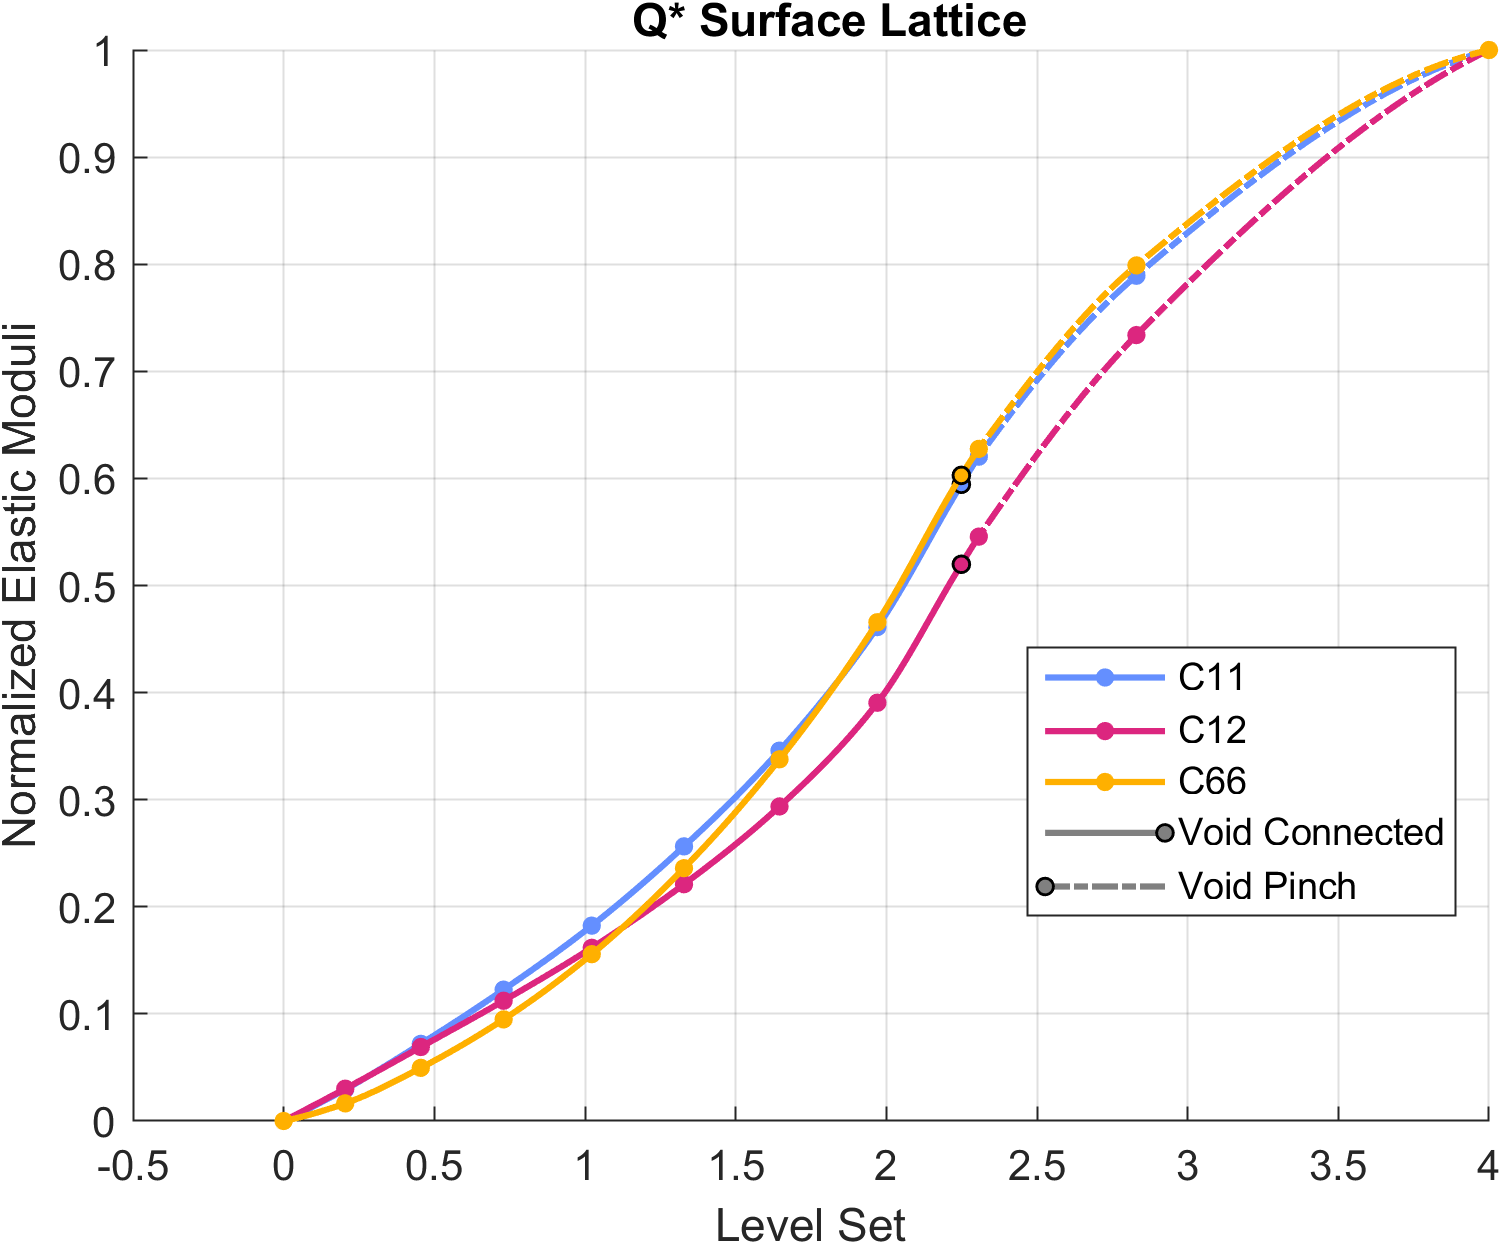 Q* Surface Lattice
Normalized Elastic Moduli
1
0.9
0.8
0.7
0.6
0.5
0.4
0.3
0.2
0.1
0
C11
C12
C66
Void Connected
Void Pinch
-0.5 0 0.5 1 1.5 2 2.5 3 3.5 4
Level Set